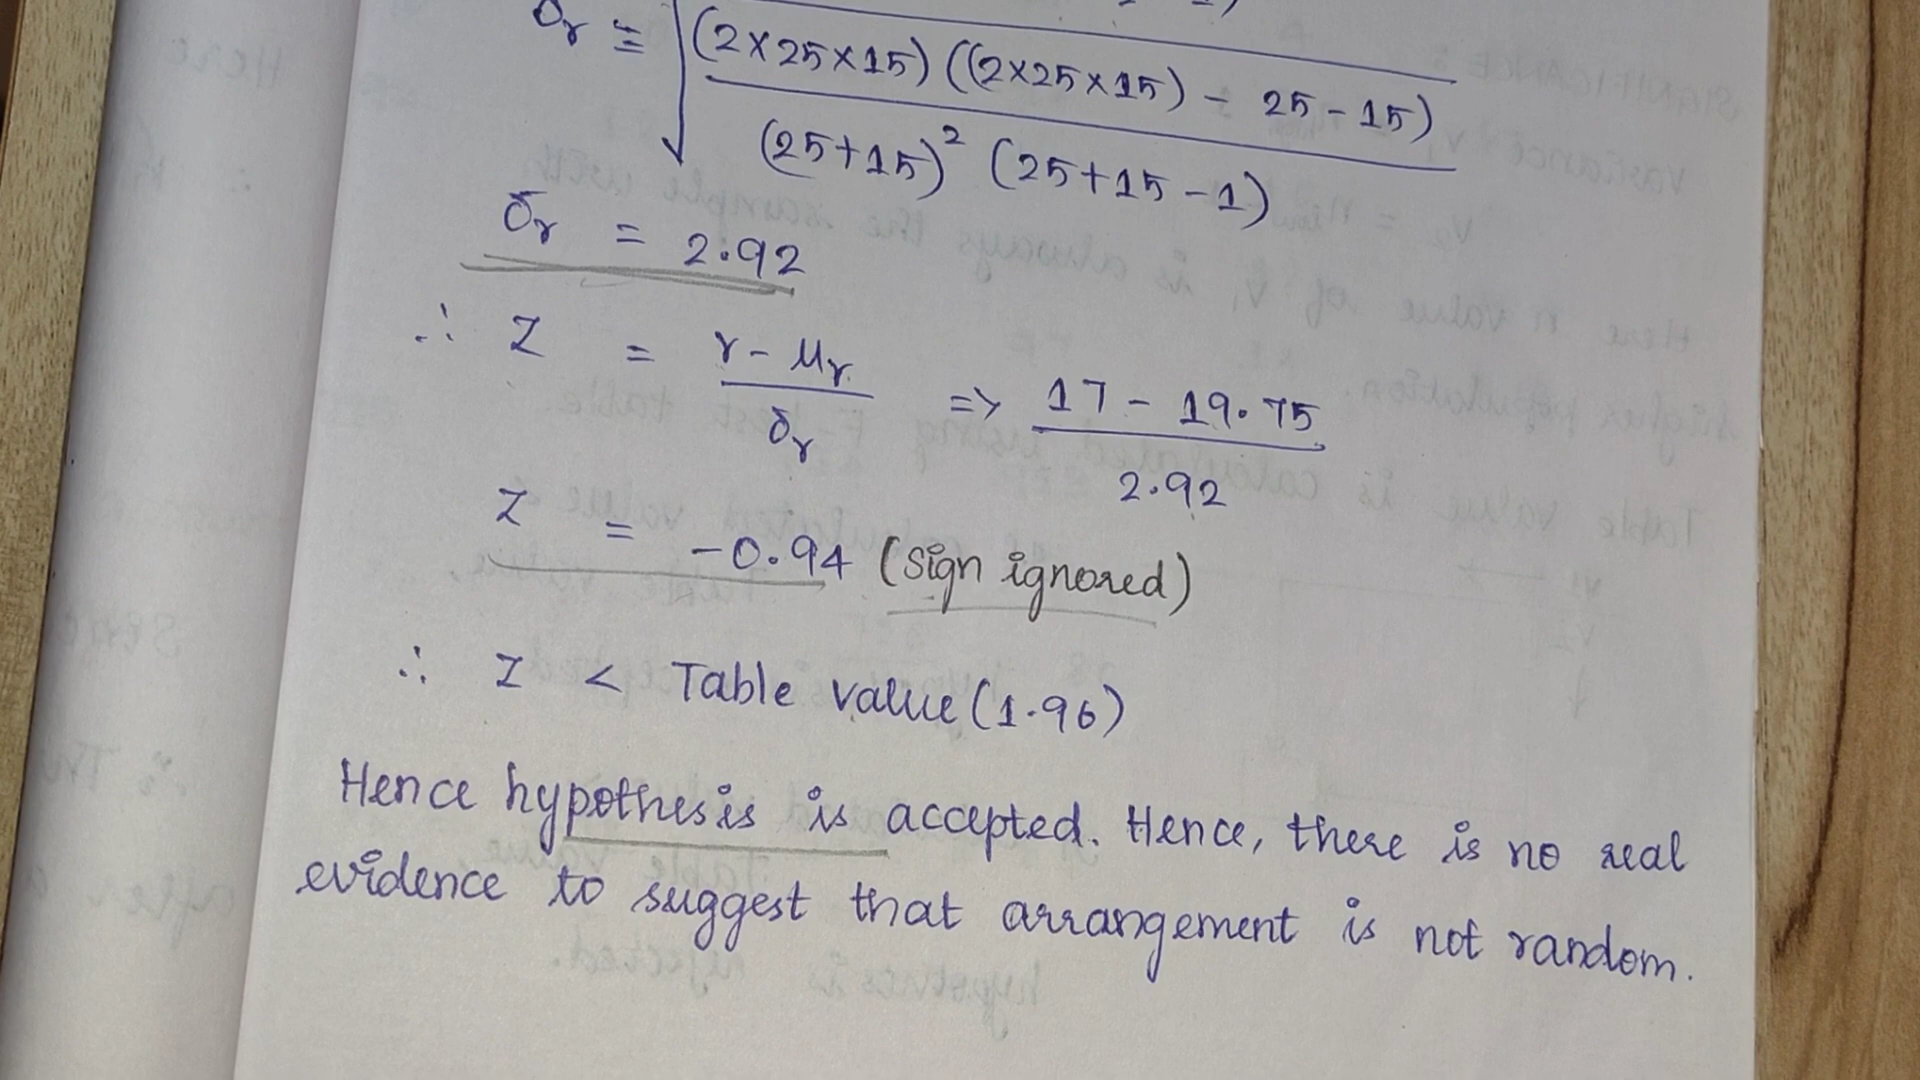 σᵣ = √((2×25×15)((2×25×15) - 25 - 15) / (25+15)² (25+15-1))
σᵣ = 2.92
∴ Z = r - μᵣ / σᵣ => 17 - 19.75 / 2.92
Z = -0.94 (sign ignored)
∴ Z < Table value (1.96)
Hence hypothesis is accepted. Hence, there is no real
evidence to suggest that arrangement is not random.